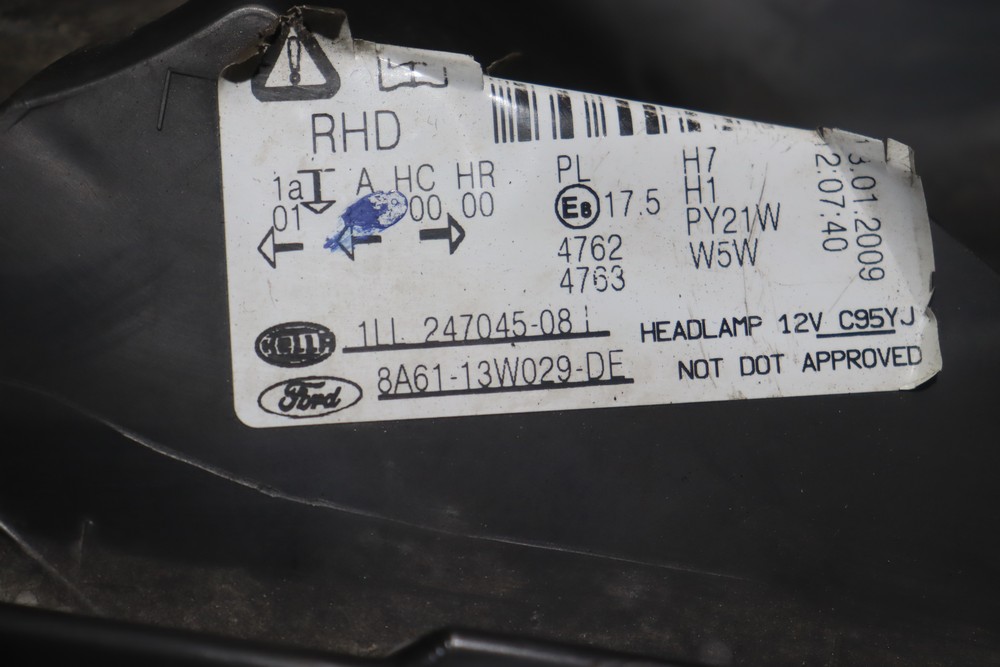 RHD
1a A HC HR
01 00 00
PL
E8 17.5
4762
4763
H7
H1
PY21W
W5W
13.01.2009
2:07:40
HELLA 1LL 247045-08
HEADLAMP 12V C95YJ
Ford 8A61-13W029-DE
NOT DOT APPROVED